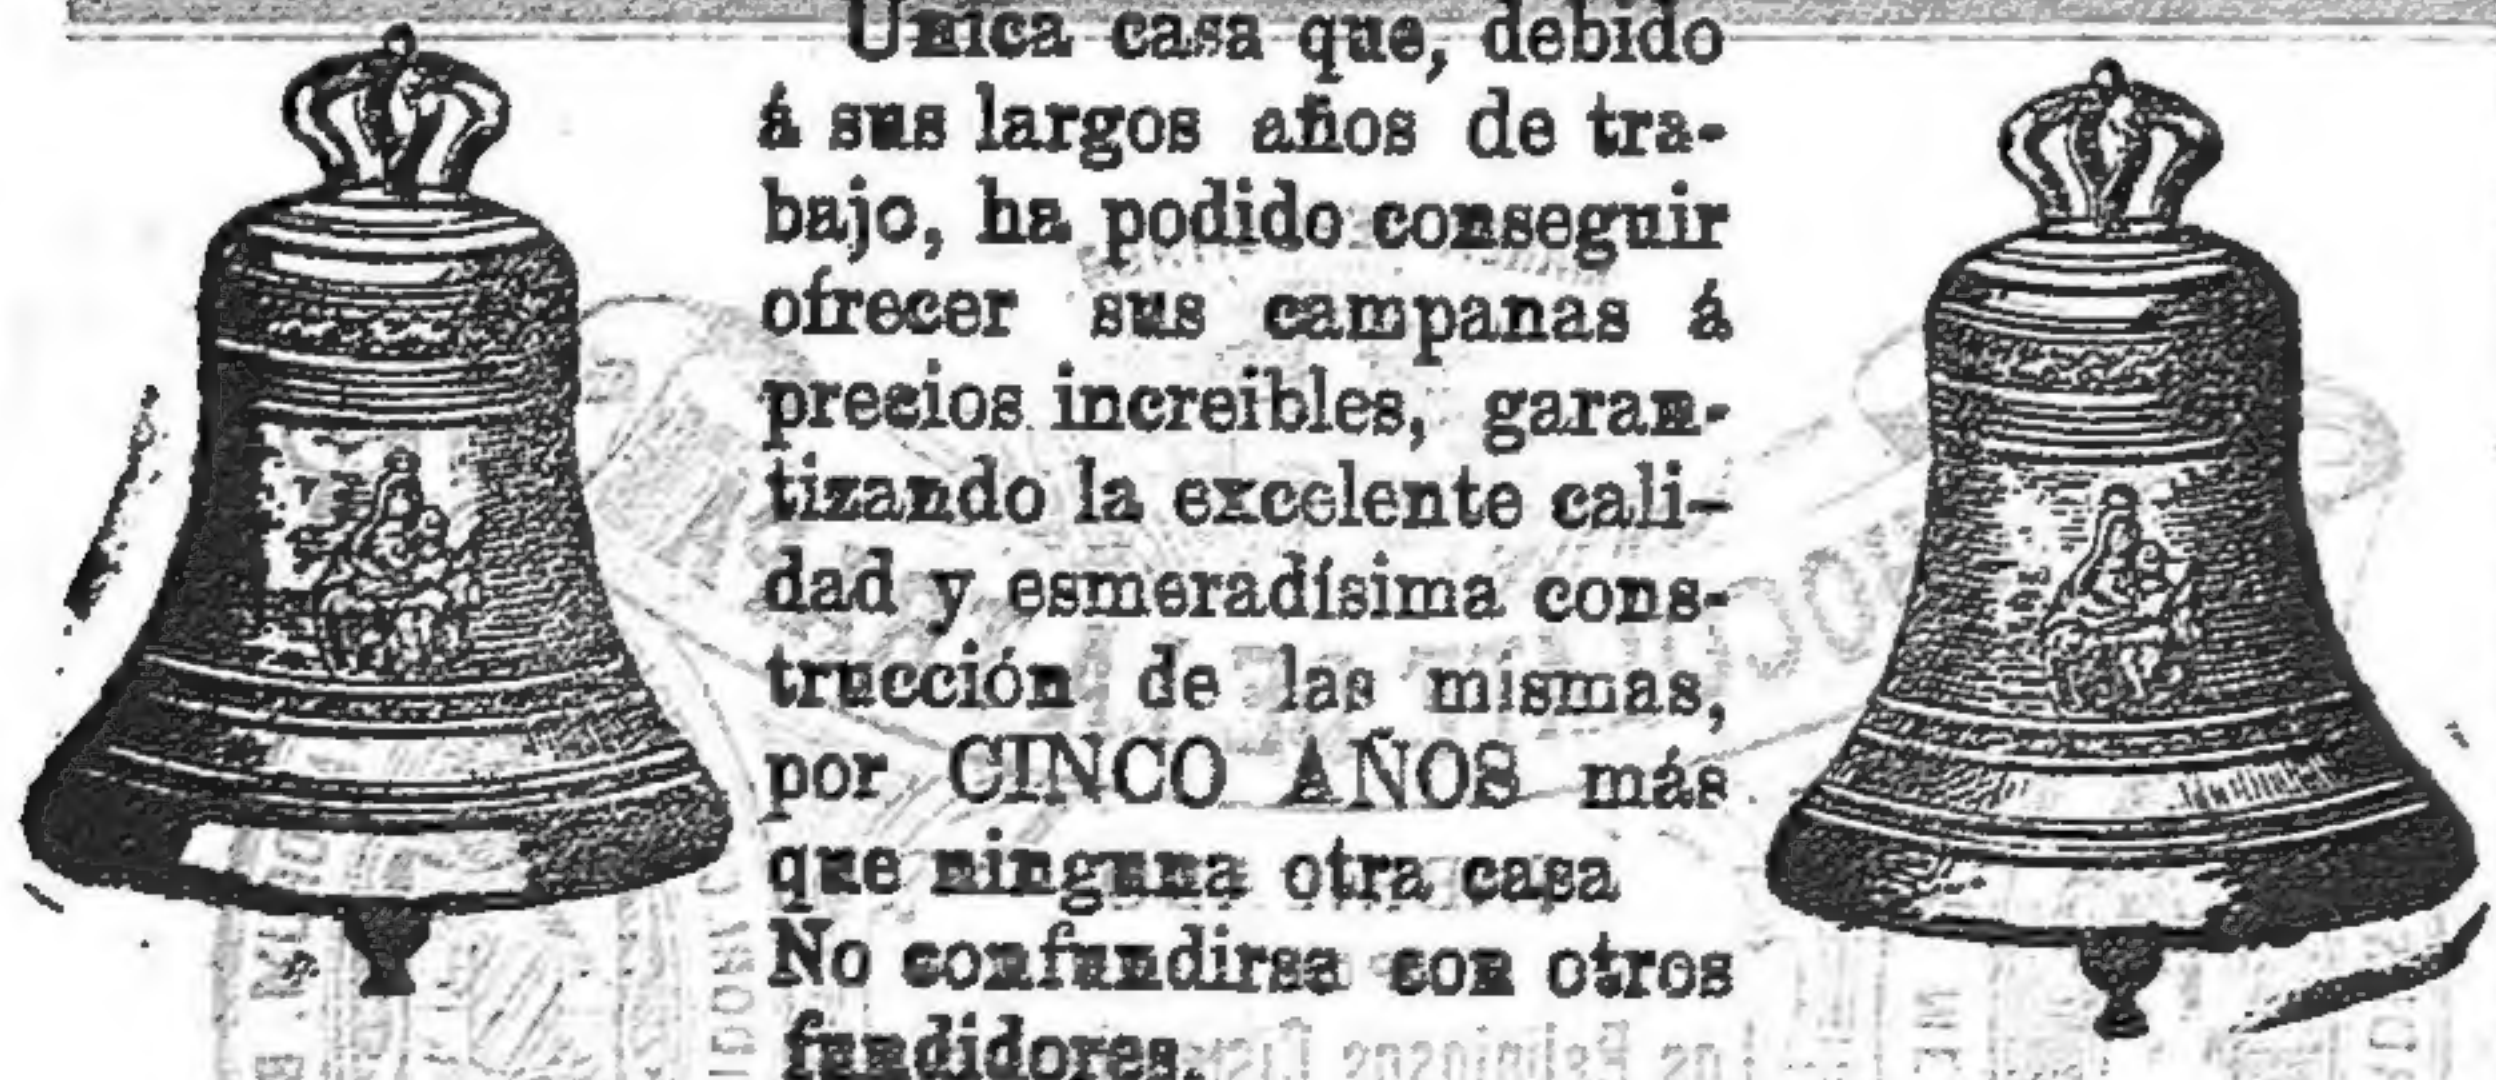 Unica casa que, debido
á sus largos años de tra-
bajo, ha podido conseguir
ofrecer sus campanas á
precios increibles, garan-
tizando la excelente cali-
dad y esmeradísima cons-
trucción de las mismas,
por CINCO AÑOS más
que ninguna otra casa
No confundirse con otros
fundidores.